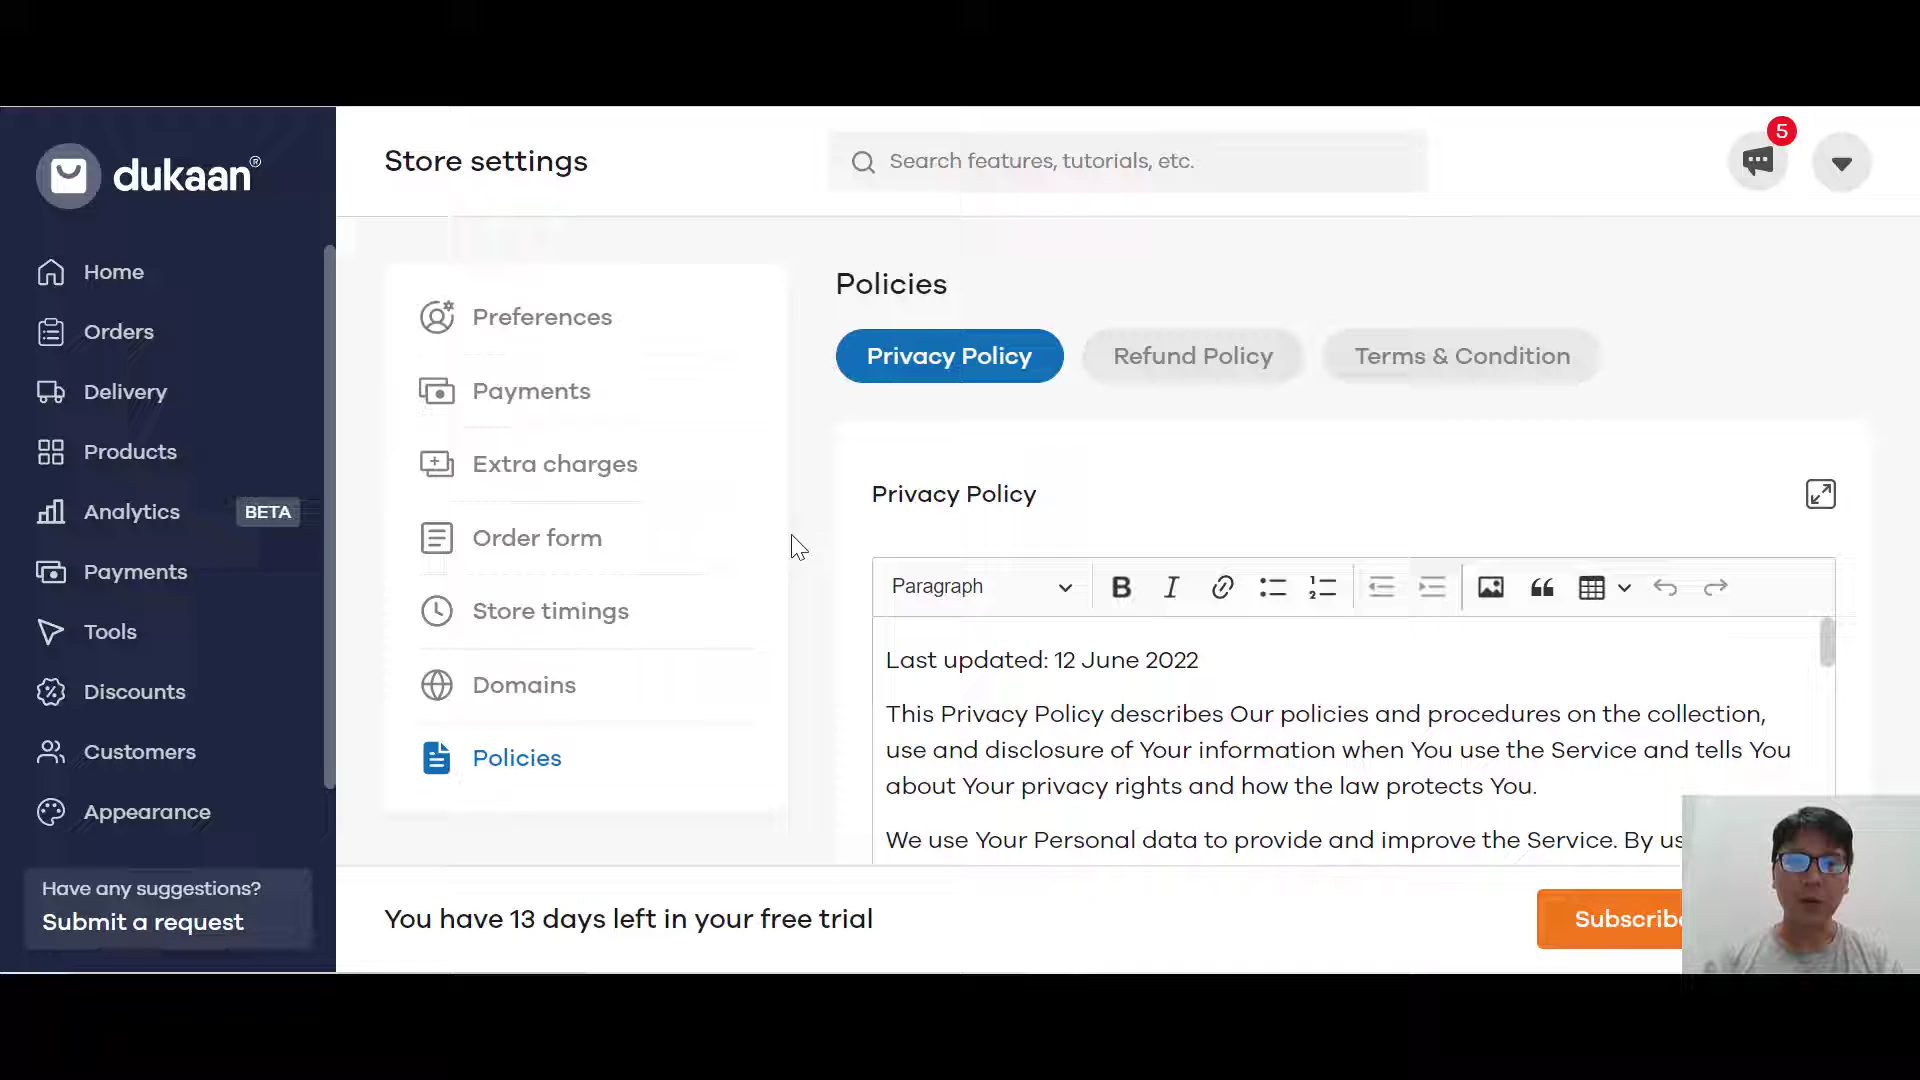 dukaan®
Home
Orders
Delivery
Products
Analytics
BETA
Payments
Tools
Discounts
Customers
Appearance
Have any suggestions?
Submit a request
Store settings
Search features, tutorials, etc.
5
Preferences
Payments
Extra charges
Order form
Store timings
Domains
Policies
Policies
Privacy Policy
Refund Policy
Terms & Condition
Privacy Policy
Paragraph
Last updated: 12 June 2022
This Privacy Policy describes Our policies and procedures on the collection,
use and disclosure of Your information when You use the Service and tells You
about Your privacy rights and how the law protects You.
We use Your Personal data to provide and improve the Service. By
You have 13 days left in your free trial
Subscribe